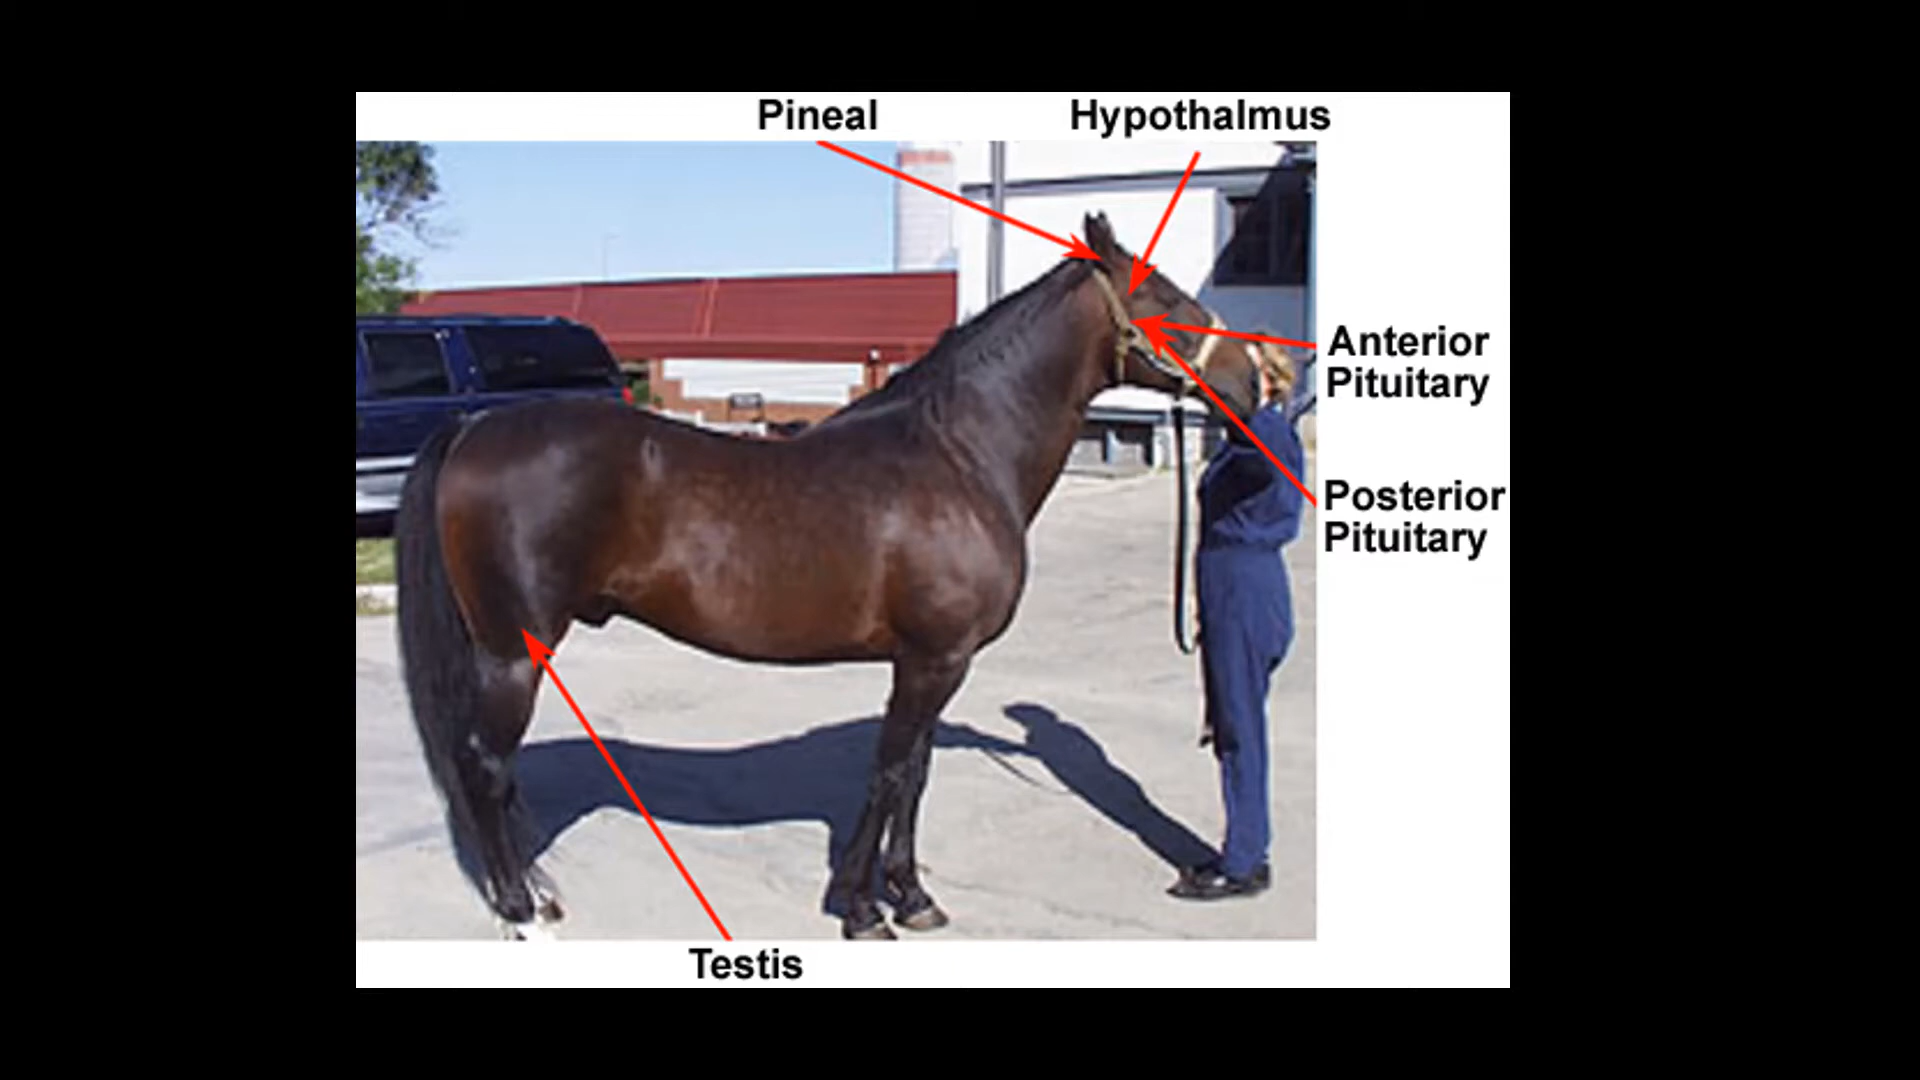 Pineal
Hypothalmus
Anterior
Pituitary
Posterior
Pituitary
Testis